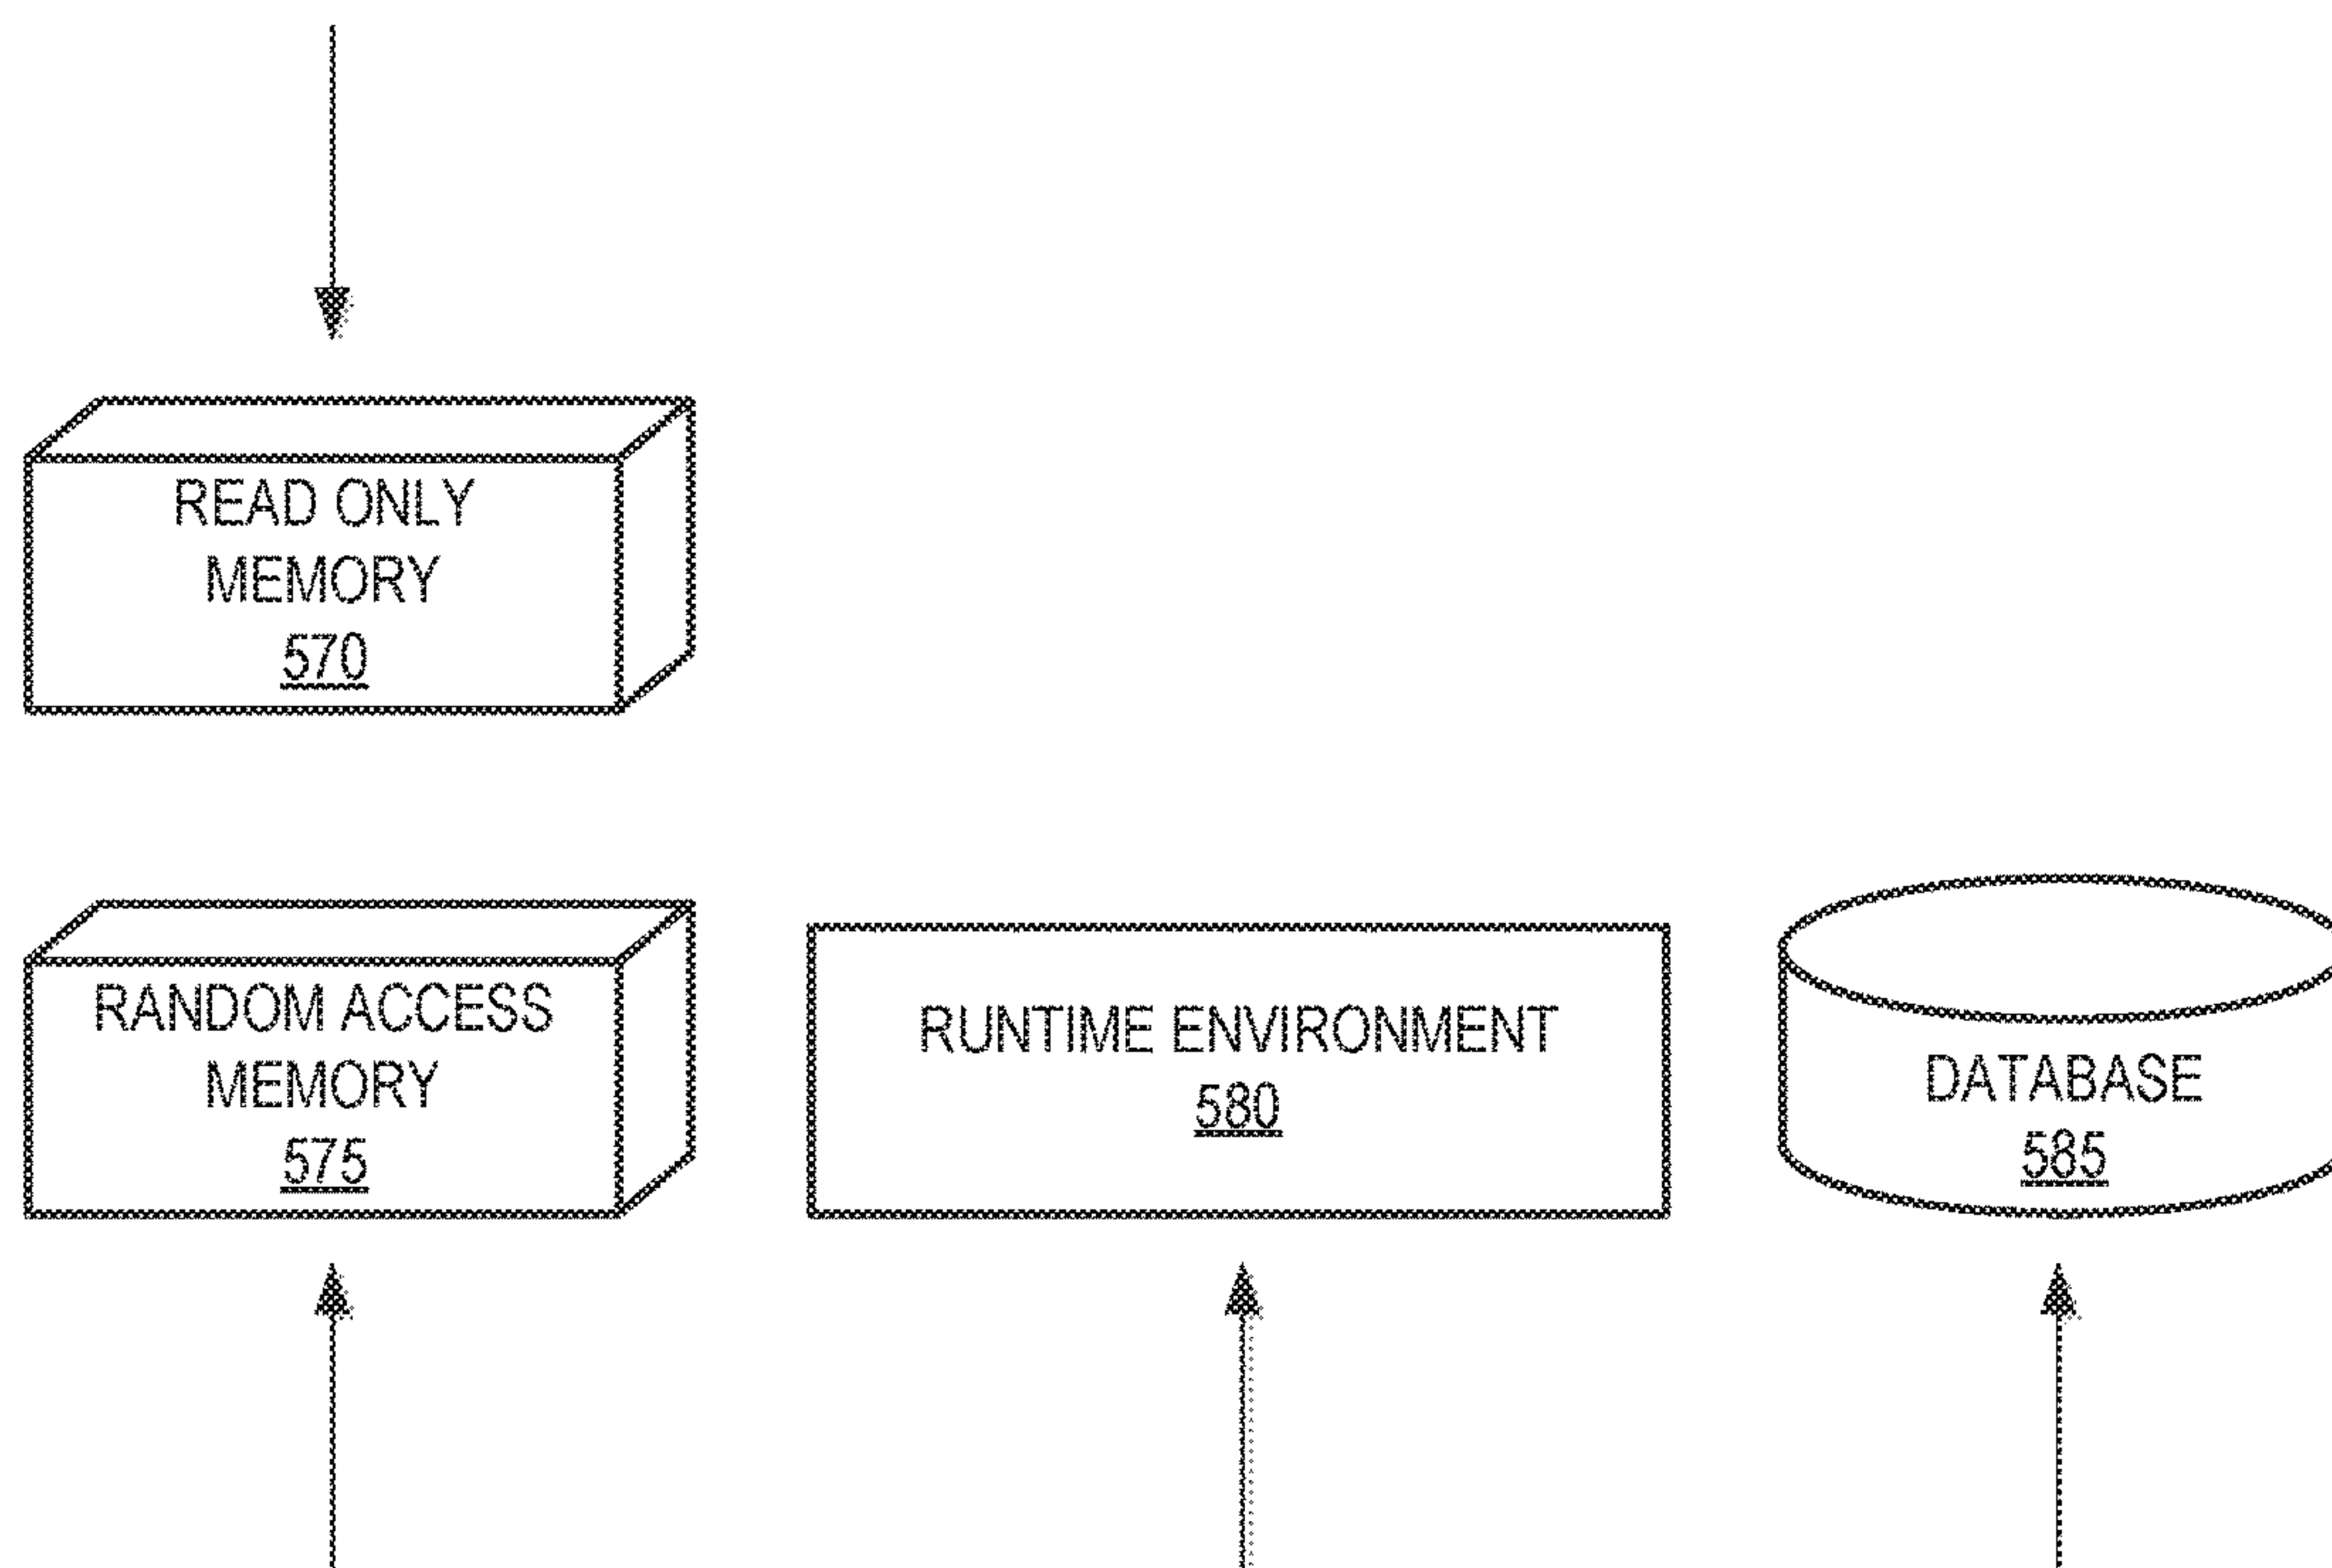 READ ONLY
MEMORY
570
RANDOM ACCESS
MEMORY
575
RUNTIME ENVIRONMENT
580
DATABASE
585